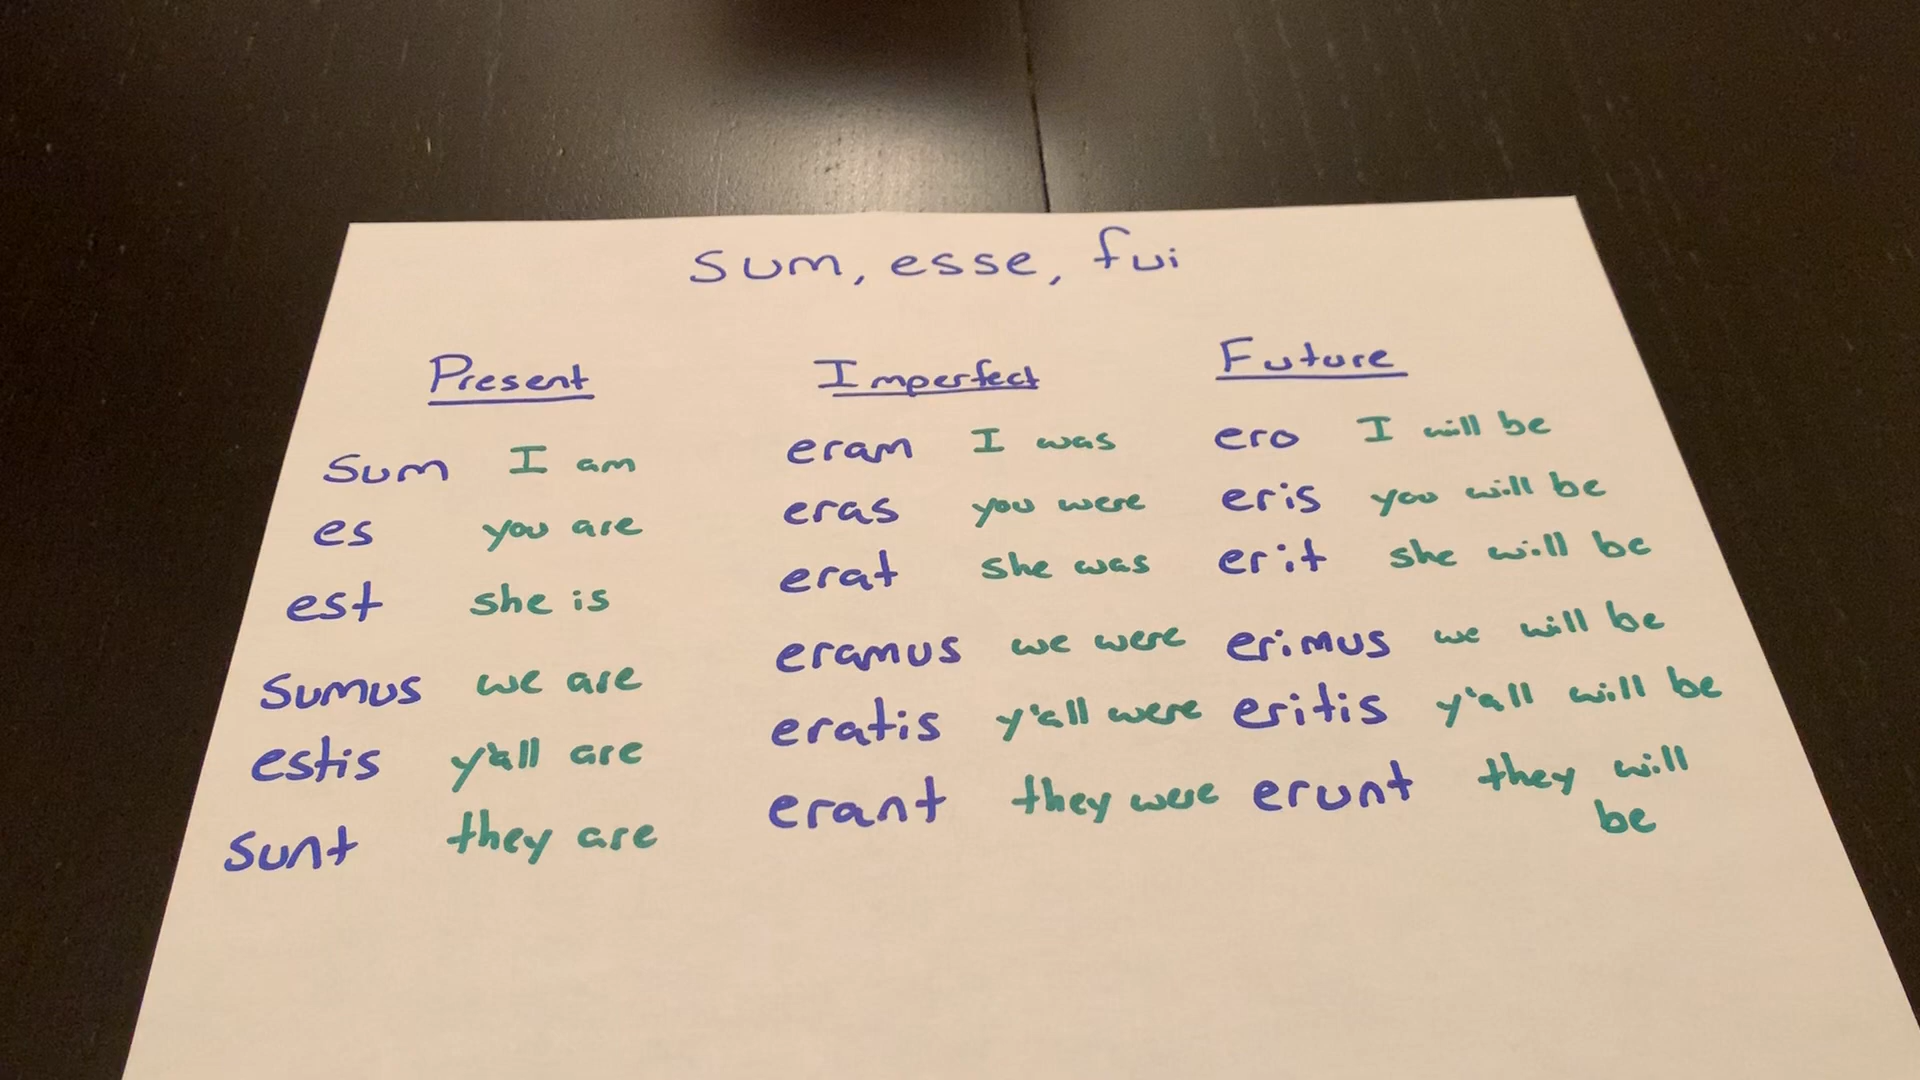 sum, esse, fui
Present Imperfect Future
sum I am eram I was ero I will be
es you are eras you were eris you will be
est she is erat she was erit she will be
sumus we are eramus we were erimus we will be
estis y'all are eratis y'all were eritis y'all will be
sunt they are erant they were erunt they will
be